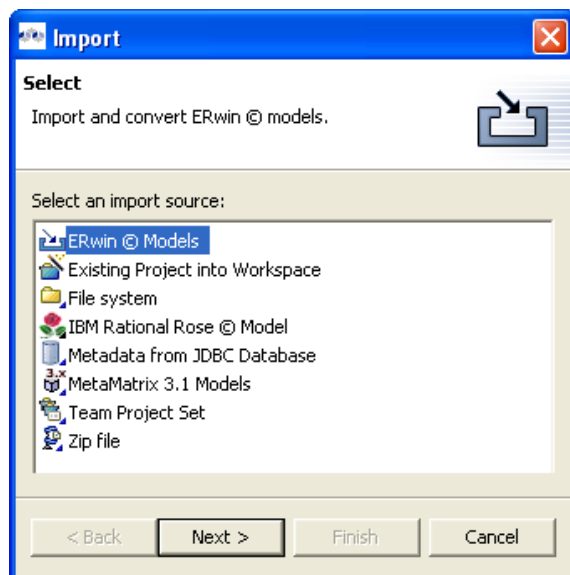 Import
Select
Import and convert ERwin © models.
Select an import source:
ERwin © Models
Existing Project into Workspace
File system
IBM Rational Rose © Model
Metadata from JDBC Database
3.x
MetaMatrix 3.1 Models
Team Project Set
Zip file
< Back Next > Finish Cancel